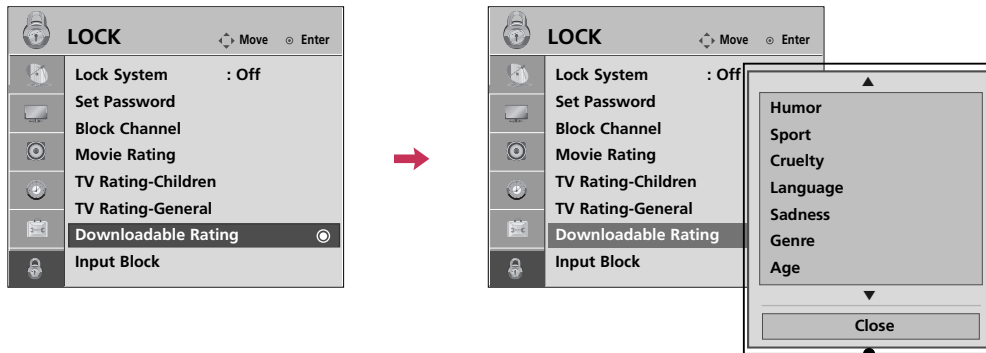 LOCK Move Enter
Lock System : Off
Set Password
Block Channel
Movie Rating
TV Rating-Children
TV Rating-General
Downloadable Rating
Input Block
LOCK Move Enter
Lock System : Off
Set Password
Block Channel
Movie Rating
TV Rating-Children
TV Rating-General
Downloadable Rating
Input Block
Humor
Sport
Cruelty
Language
Sadness
Genre
Age
Close